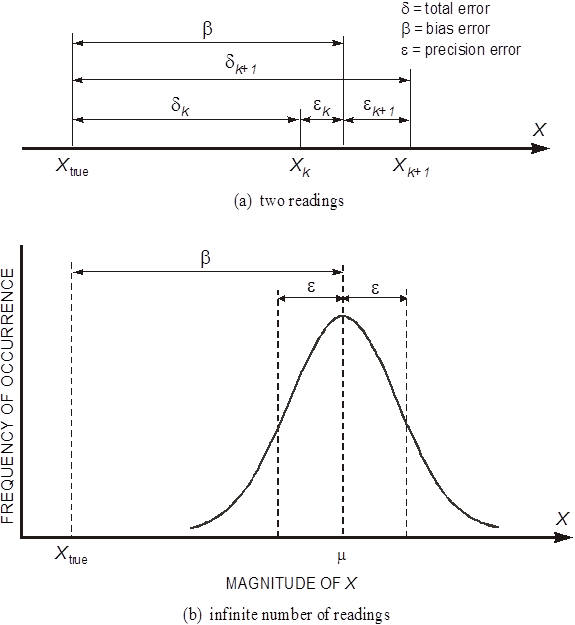 δ = total error
β = bias error
ε = precision error
β
δk+1
δk
εk
εk+1
X
Xtrue
Xk
Xk+1
(a) two readings
β
ε
ε
FREQUENCY OF OCCURRENCE
X
Xtrue
μ
MAGNITUDE OF X
(b) infinite number of readings